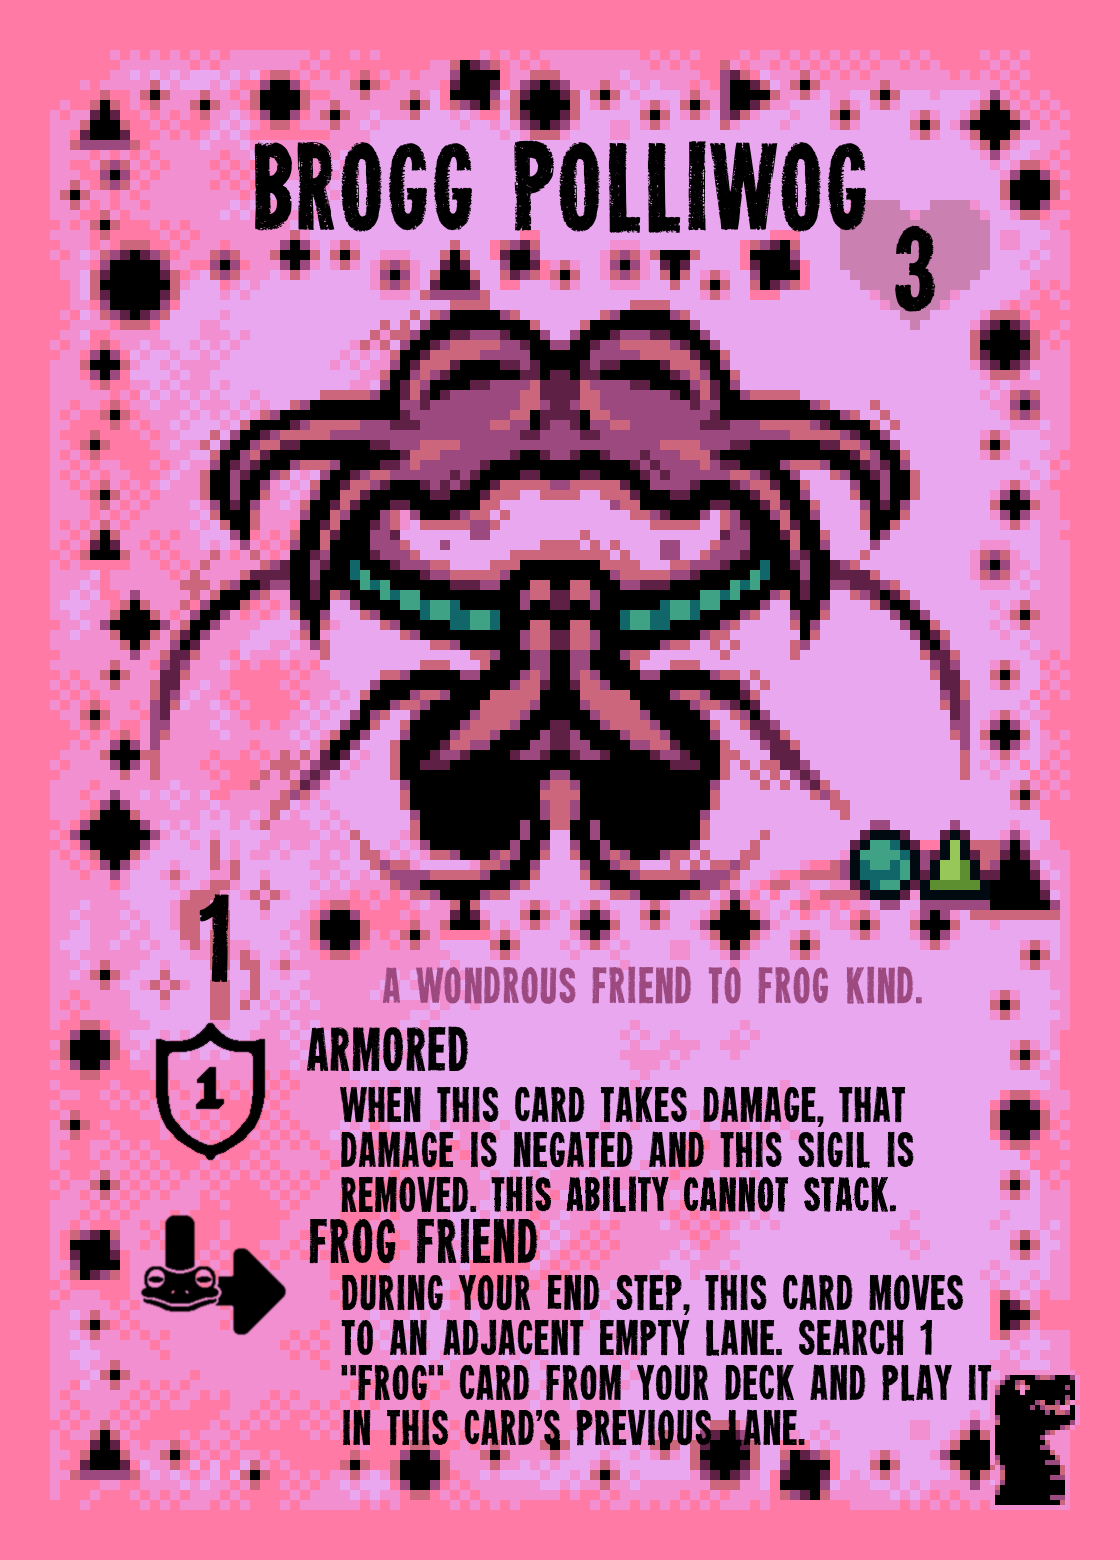 BROGG POLLIWOG
3
1
A WONDROUS FRIEND TO FROG KIND.
ARMORED
1
WHEN THIS CARD TAKES DAMAGE, THAT
DAMAGE IS NEGATED AND THIS SIGIL IS
REMOVED. THIS ABILITY CANNOT STACK.
FROG FRIEND
DURING YOUR END STEP, THIS CARD MOVES
TO AN ADJACENT EMPTY LANE. SEARCH 1
"FROG" CARD FROM YOUR DECK AND PLAY IT
IN THIS CARD'S PREVIOUS LANE.